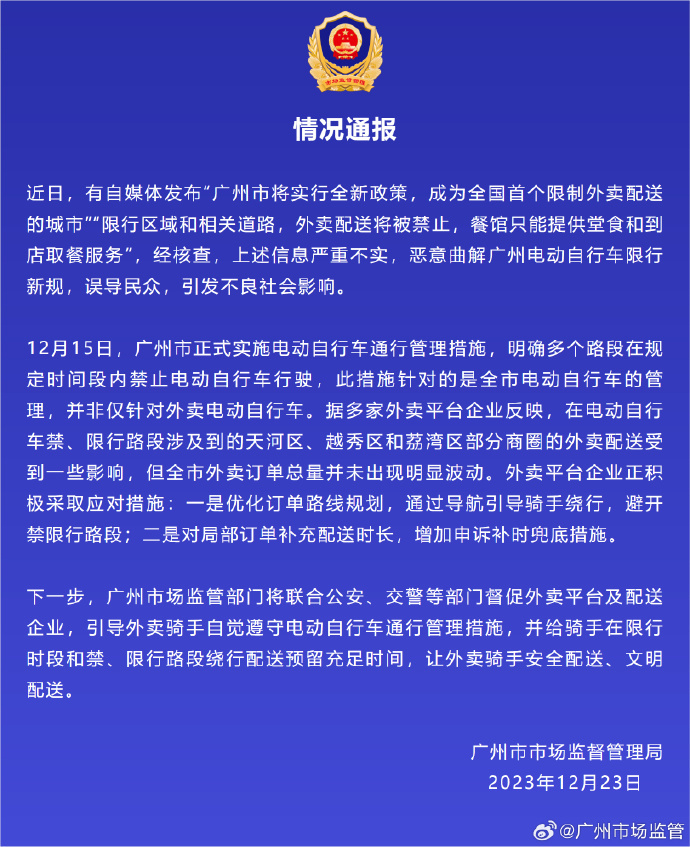 情况通报
近日，有自媒体发布“广州市将实行全新政策，成为全国首个限制外卖配送
的城市”“限行区域和相关道路，外卖配送将被禁止，餐馆只能提供堂食和到
店取餐服务”，经核查，上述信息严重不实，恶意曲解广州电动自行车限行
新规，误导民众，引发不良社会影响。
12月15日，广州市正式实施电动自行车通行管理措施，明确多个路段在规
定时间段内禁止电动自行车行驶，此措施针对的是全市电动自行车的管
理，并非仅针对外卖电动自行车。据多家外卖平台企业反映，在电动自行
车禁、限行路段涉及到的天河区、越秀区和荔湾区部分商圈的外卖配送受
到一些影响，但全市外卖订单总量并未出现明显波动。外卖平台企业正积
极采取应对措施：一是优化订单路线规划，通过导航引导骑手绕行，避开
禁限行路段；二是对局部订单补充配送时长，增加申诉补时兜底措施。
下一步，广州市场监管部门将联合公安、交警等部门督促外卖平台及配送
企业，引导外卖骑手自觉遵守电动自行车通行管理措施，并给骑手在限行
时段和禁、限行路段绕行配送预留充足时间，让外卖骑手安全配送、文明
配送。
广州市市场监督管理局
2023年12月23日
@广州市场监管